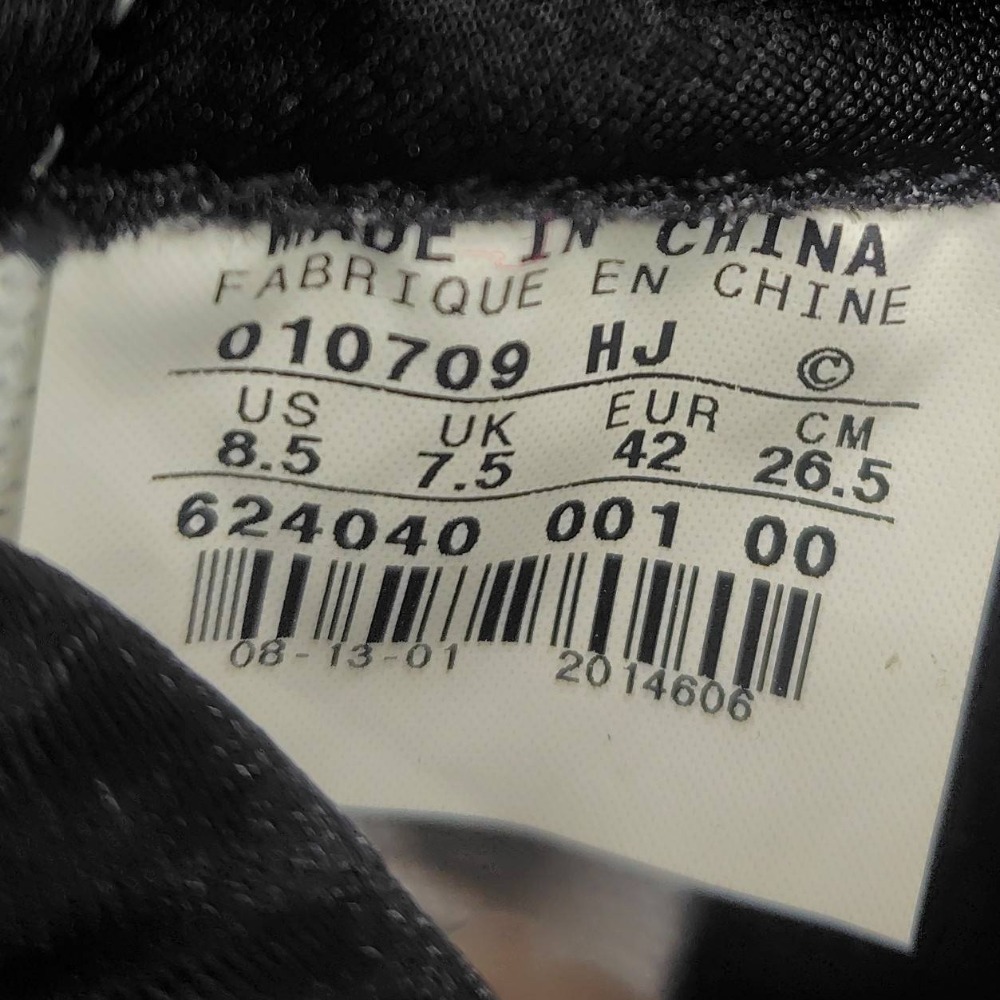 MADE IN CHINA
FABRIQUE EN CHINE
010709 HJ ©
US UK EUR CM
8.5 7.5 42 26.5
624040 001 00
08-13-01 2014606